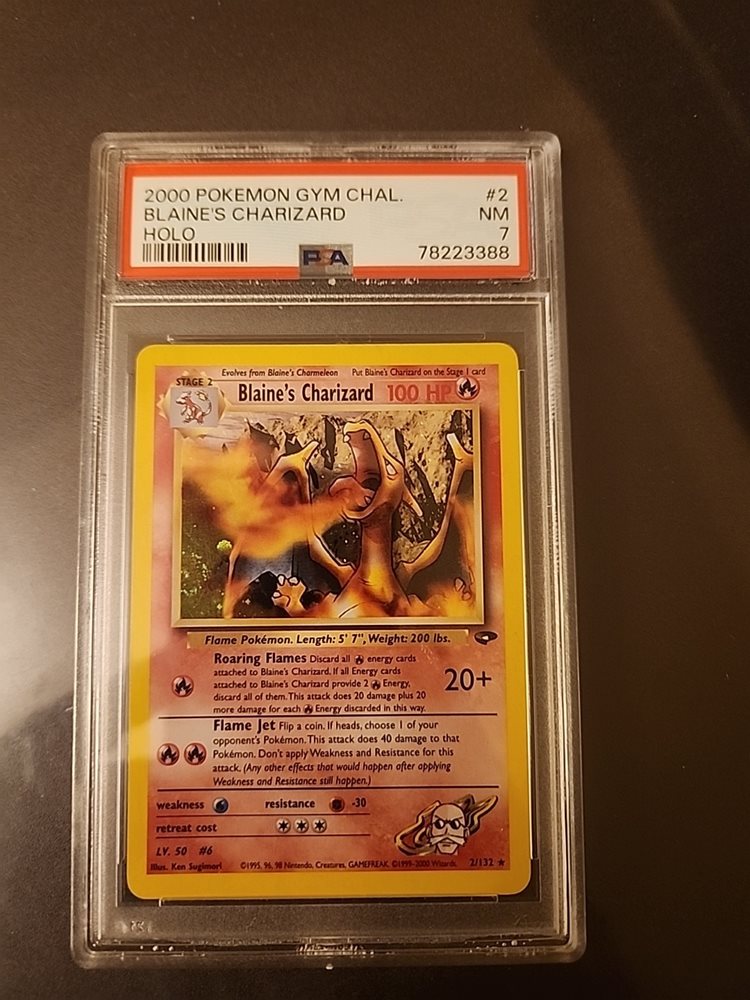 2000 POKEMON GYM CHAL. #2
BLAINE'S CHARIZARD NM
HOLO 7
PSA 78223388
Evolves from Blaine's Charmeleon Put Blaine's Charizard on the Stage 1 card
STAGE 2
Blaine's Charizard 100 HP
Flame Pokémon. Length: 5' 7", Weight: 200 lbs.
Roaring Flames Discard all energy cards
attached to Blaine's Charizard. If all Energy cards
attached to Blaine's Charizard provide 2 Energy,
discard all of them. This attack does 20 damage plus 20
more damage for each Energy discarded in this way.
20+
Flame Jet Flip a coin. If heads, choose 1 of your
opponent's Pokémon. This attack does 40 damage to that
Pokémon. Don't apply Weakness and Resistance for this
attack. (Any other effects that would happen after applying
Weakness and Resistance still happen.)
weakness resistance -30
retreat cost
LV. 50 #6
Illus. Ken Sugimori ©1995, 96, 98 Nintendo, Creatures, GAMEFREAK. ©1999-2000 Wizards. 2/132 ★